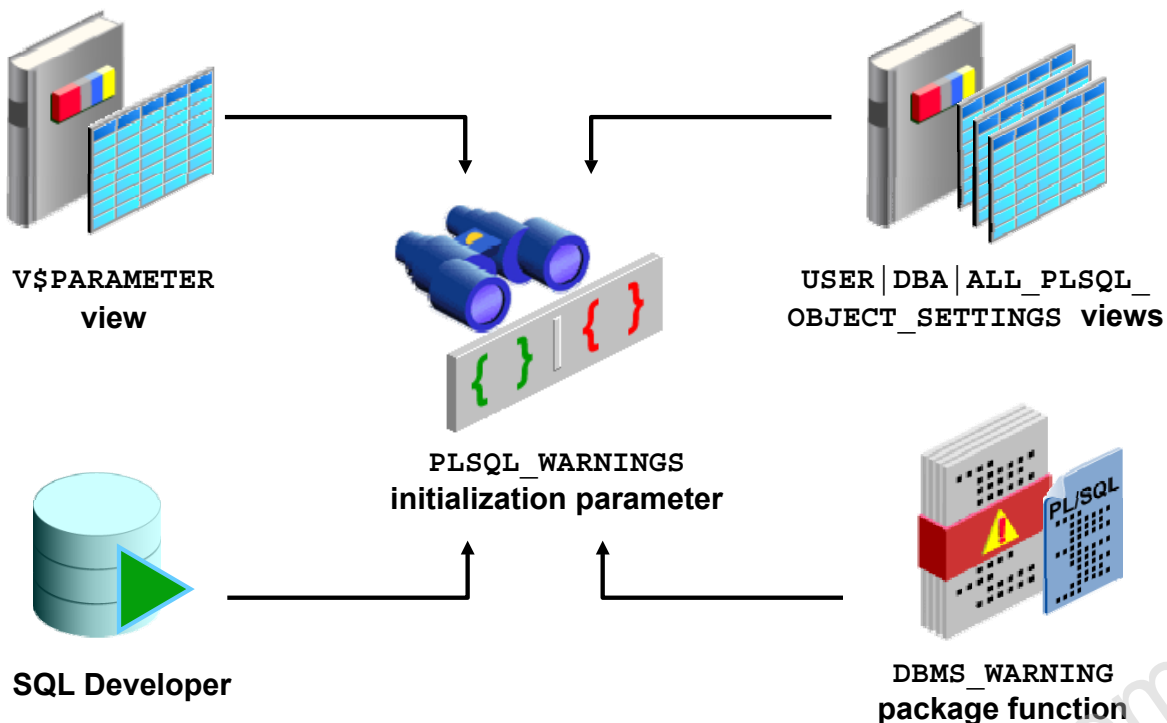 V$PARAMETER
view
USER|DBA|ALL_PLSQL_
OBJECT_SETTINGS views
{ } | { }
PLSQL_WARNINGS
initialization parameter
SQL Developer
PL/SQL
DBMS_WARNING
package function